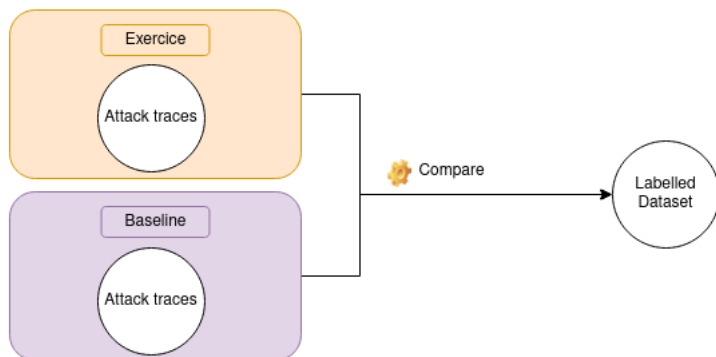 Exercice
Attack traces
Compare
Labelled
Dataset
Baseline
Attack traces